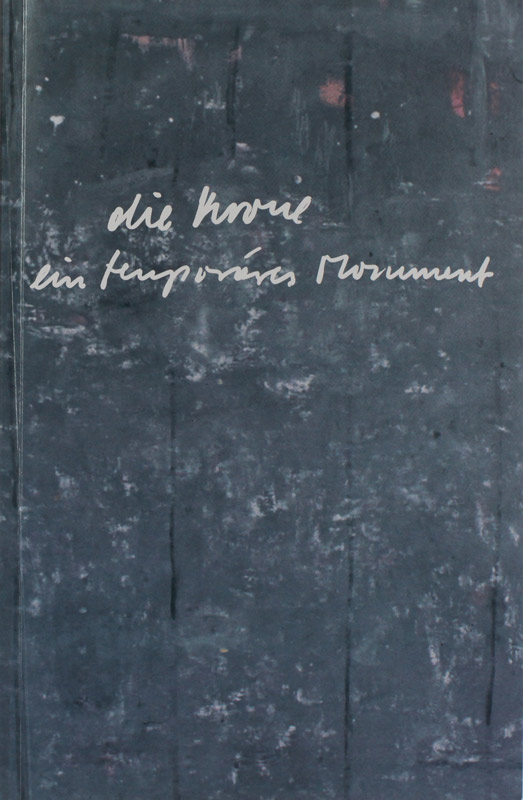 die Krone
ein temporäres Monument